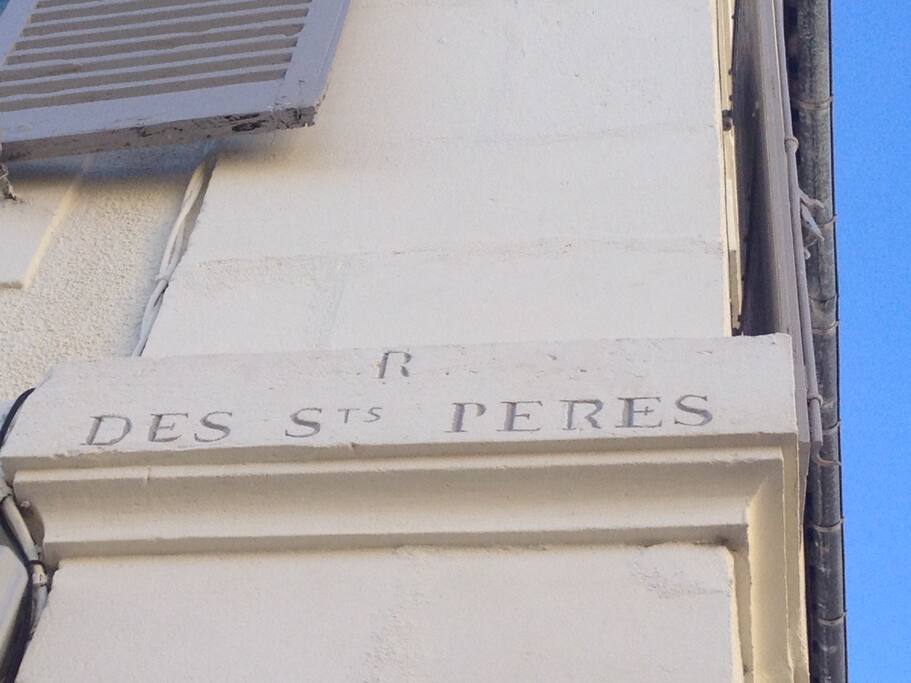 R
DES Sᵀˢ PERES